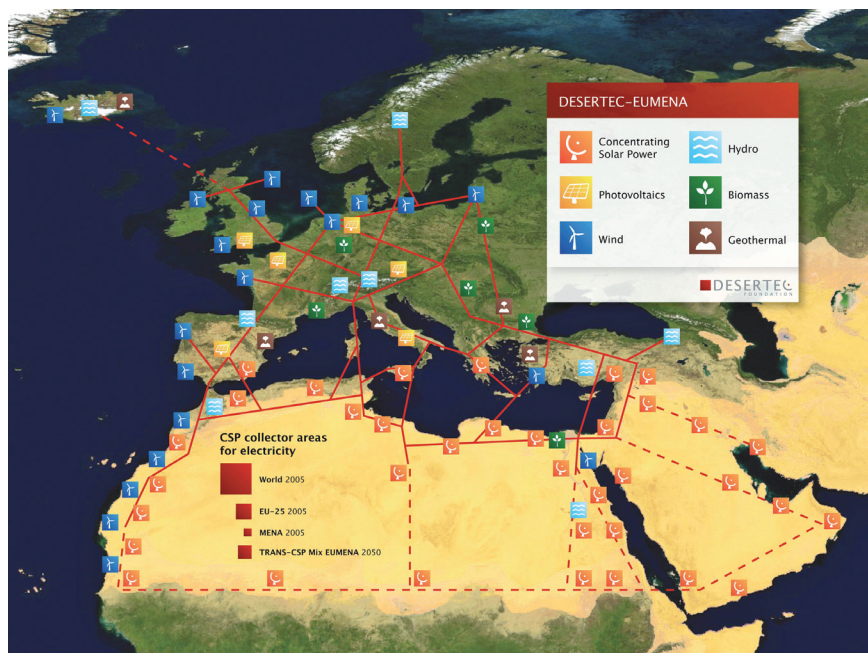 DESERTEC-EUMENA
Concentrating
Solar Power
Hydro
Photovoltaics
Biomass
Wind
Geothermal
DESERTEC
FOUNDATION
CSP collector areas
for electricity
World 2005
EU-25 2005
MENA 2005
TRANS-CSP Mix EUMENA 2050